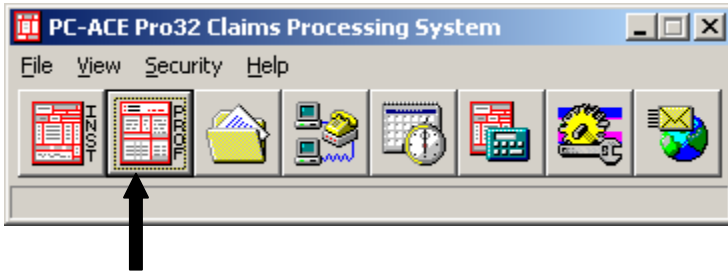 PC-ACE Pro32 Claims Processing System
File View Security Help
INST PROF